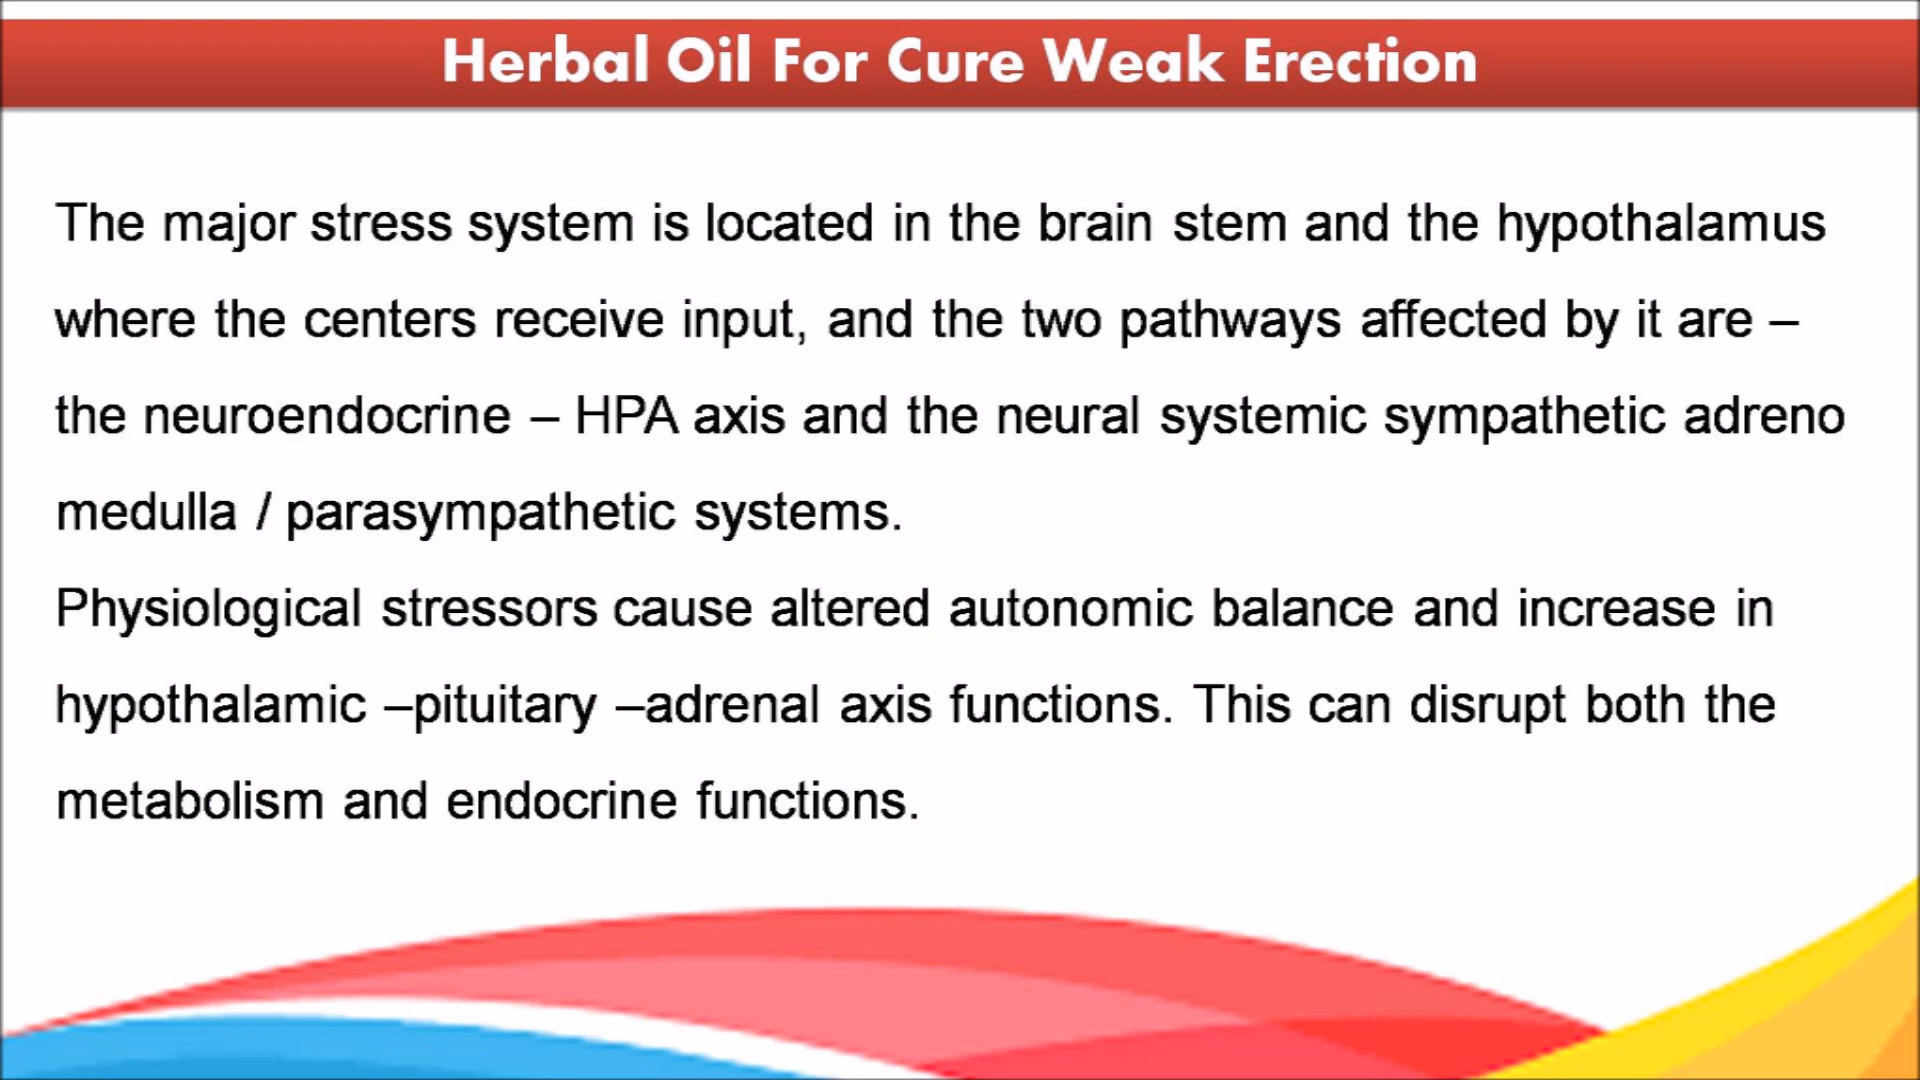 Herbal Oil For Cure Weak Erection
The major stress system is located in the brain stem and the hypothalamus
where the centers receive input, and the two pathways affected by it are –
the neuroendocrine – HPA axis and the neural systemic sympathetic adreno
medulla / parasympathetic systems.
Physiological stressors cause altered autonomic balance and increase in
hypothalamic –pituitary –adrenal axis functions. This can disrupt both the
metabolism and endocrine functions.